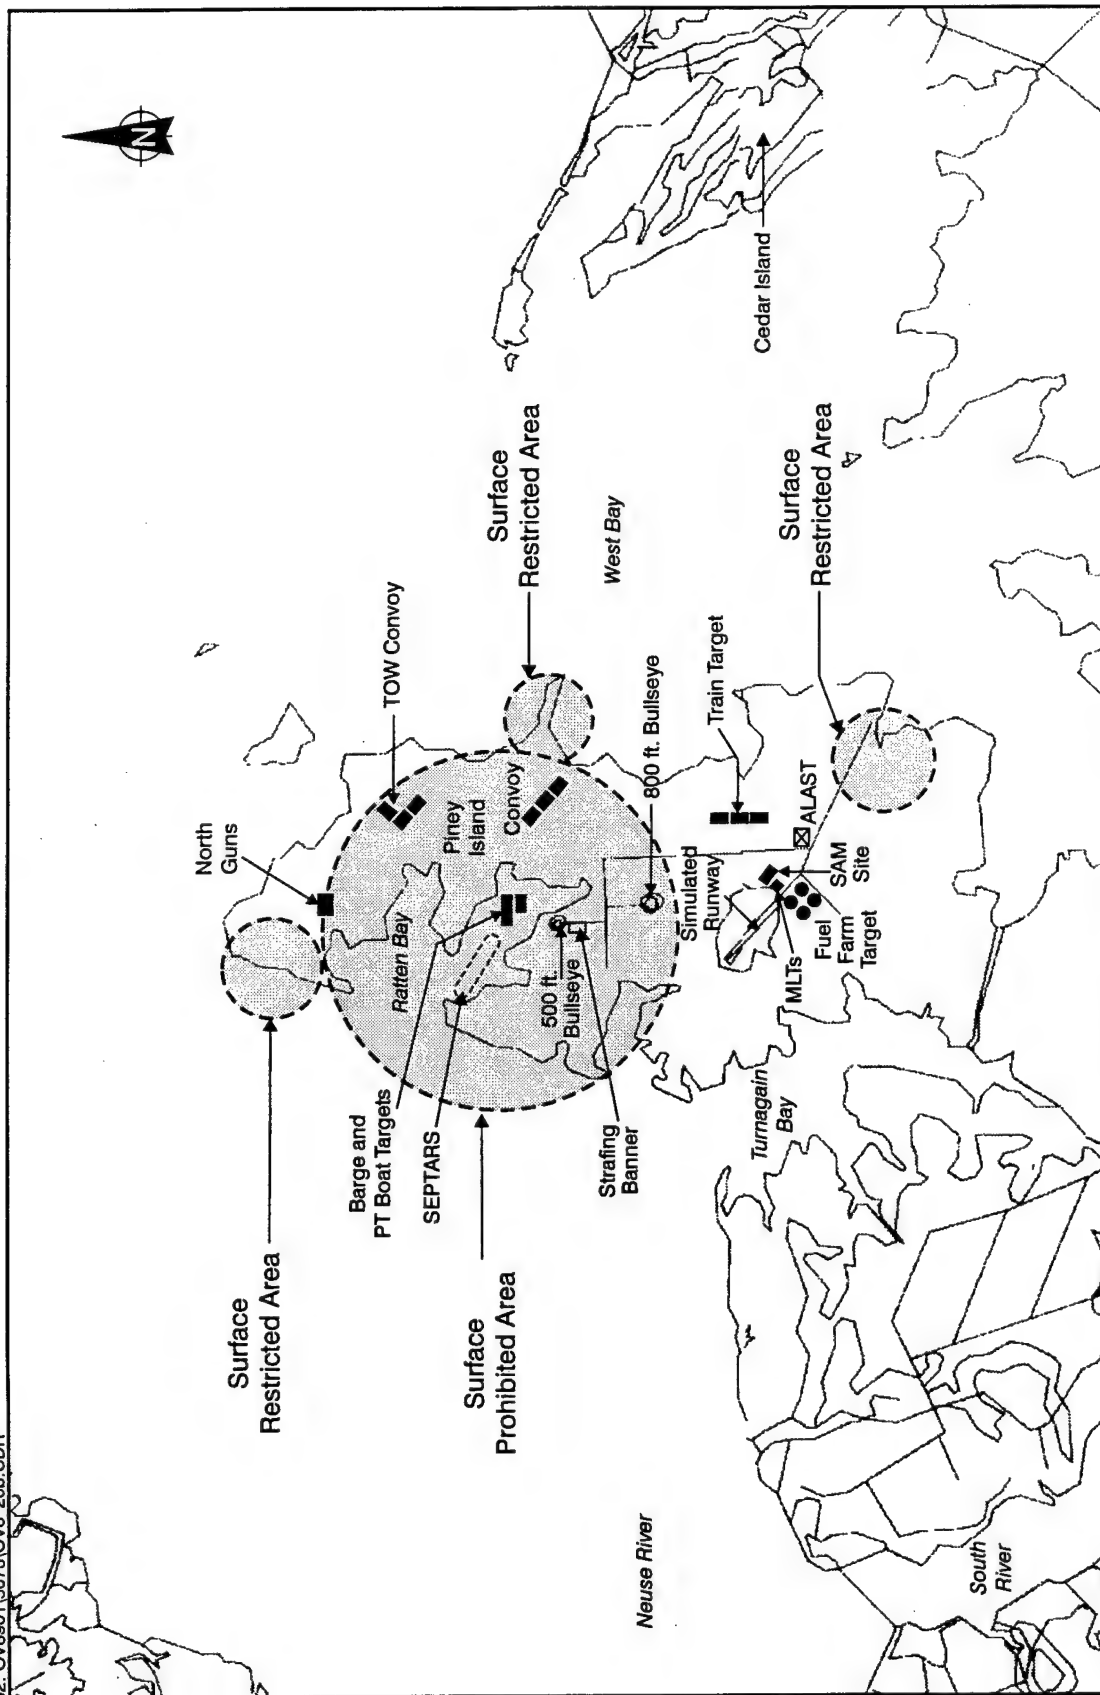 N
North
Guns
TOW Convoy
Surface
Restricted Area
Ratten Bay
Piney
Island
Convoy
Surface
Restricted Area
Barge and
PT Boat Targets
SEPTARS
Surface
Prohibited Area
500 ft.
Bullseye
Strafing
Banner
800 ft. Bullseye
West Bay
Simulated
Runway
Train Target
Cedar Island
Neuse River
Turnagain
Bay
MLTs
Fuel
Farm
Target
SAM
Site
ALAST
Surface
Restricted Area
South
River